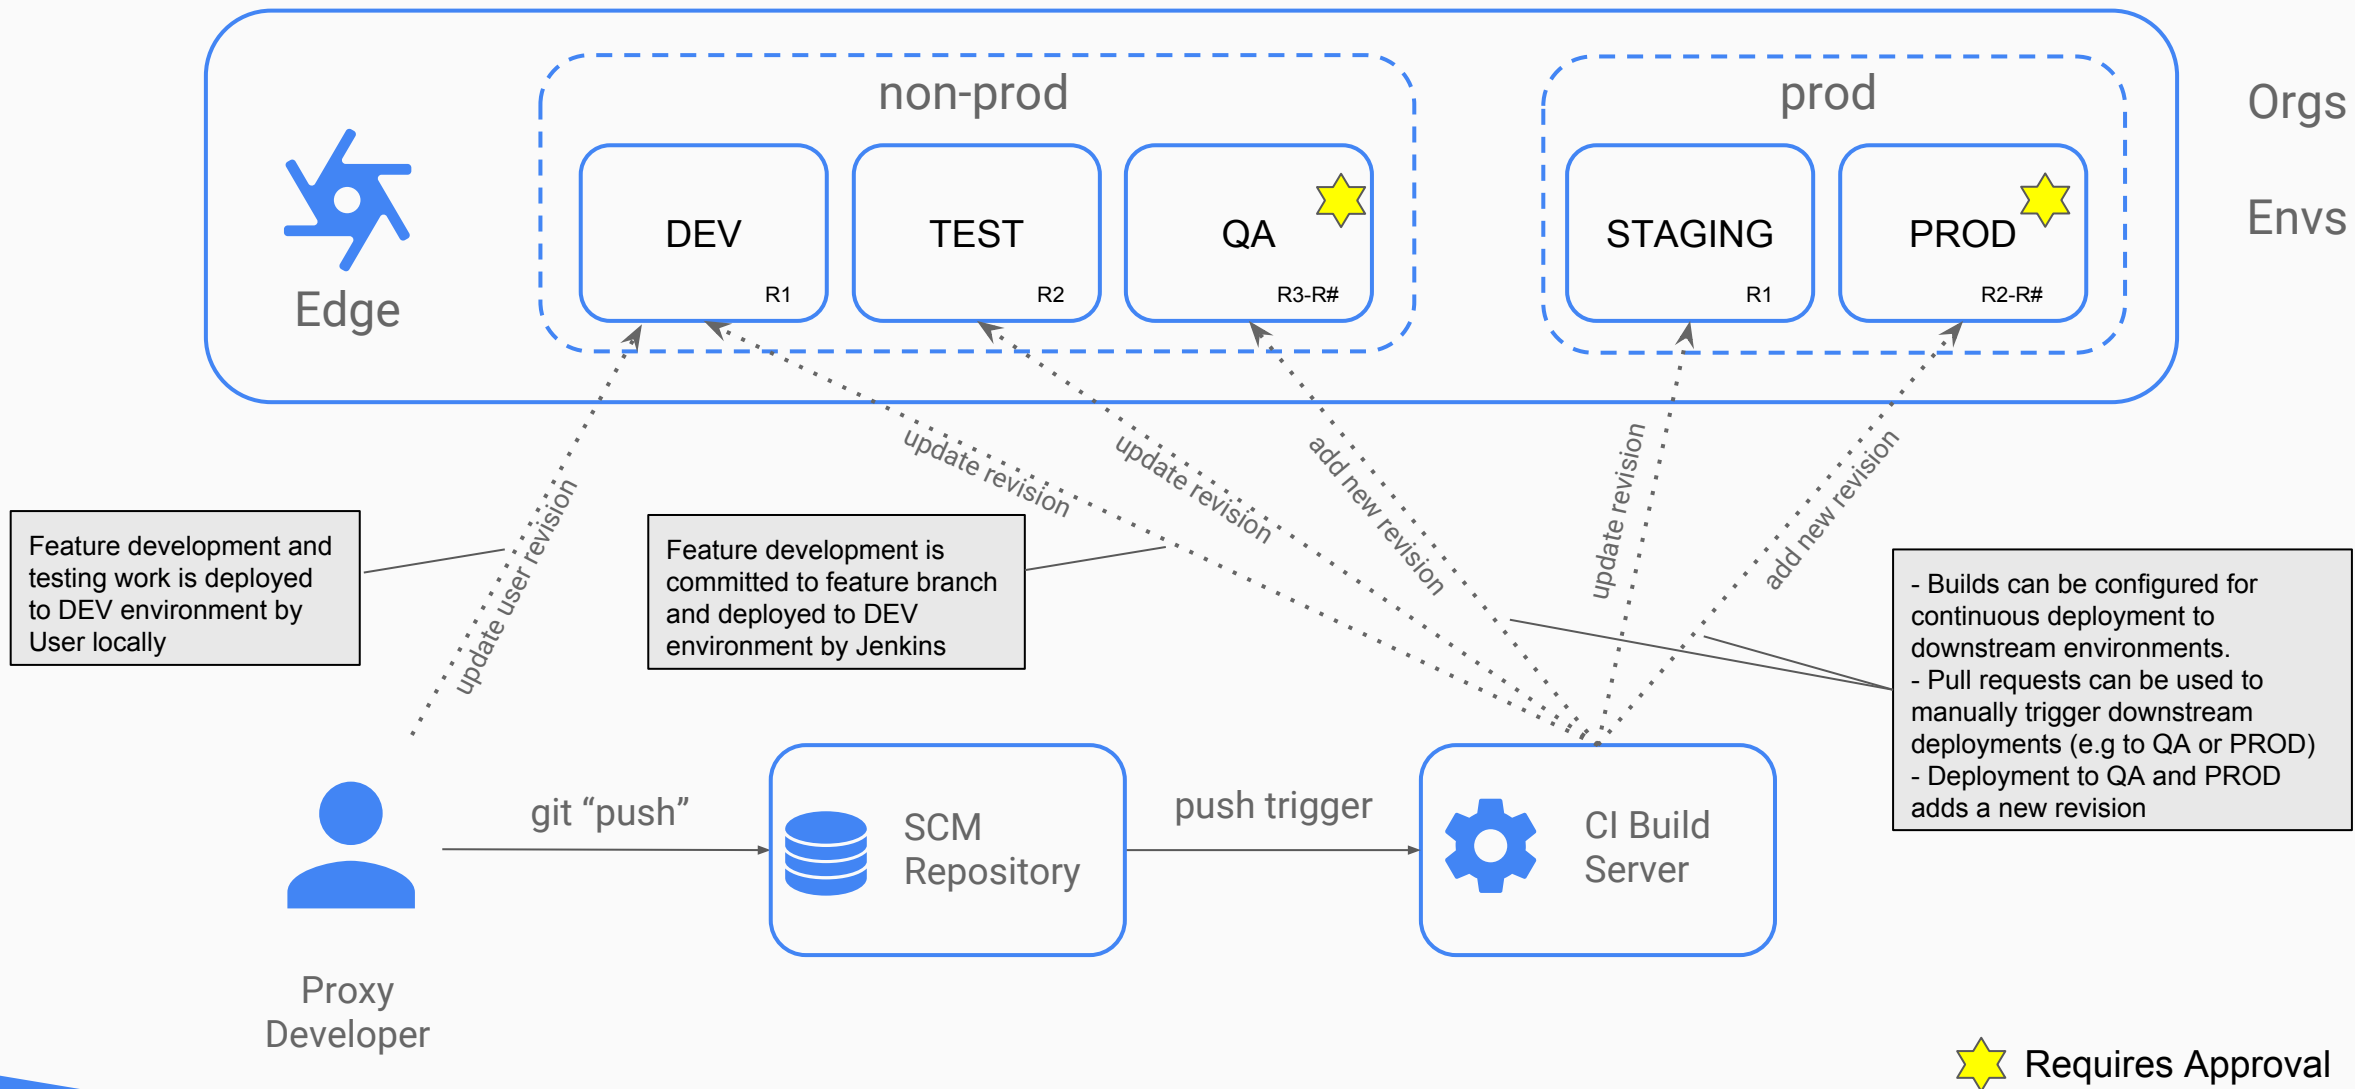 non-prod
prod
Orgs
Envs
Edge
DEV
R1
TEST
R2
QA
R3-R#
STAGING
R1
PROD
R2-R#
update user revision
update revision
update revision
add new revision
update revision
add new revision
Feature development and
testing work is deployed
to DEV environment by
User locally
Feature development is
committed to feature branch
and deployed to DEV
environment by Jenkins
- Builds can be configured for
continuous deployment to
downstream environments.
- Pull requests can be used to
manually trigger downstream
deployments (e.g to QA or PROD)
- Deployment to QA and PROD
adds a new revision
git “push”
SCM
Repository
push trigger
CI Build
Server
Proxy
Developer
Requires Approval